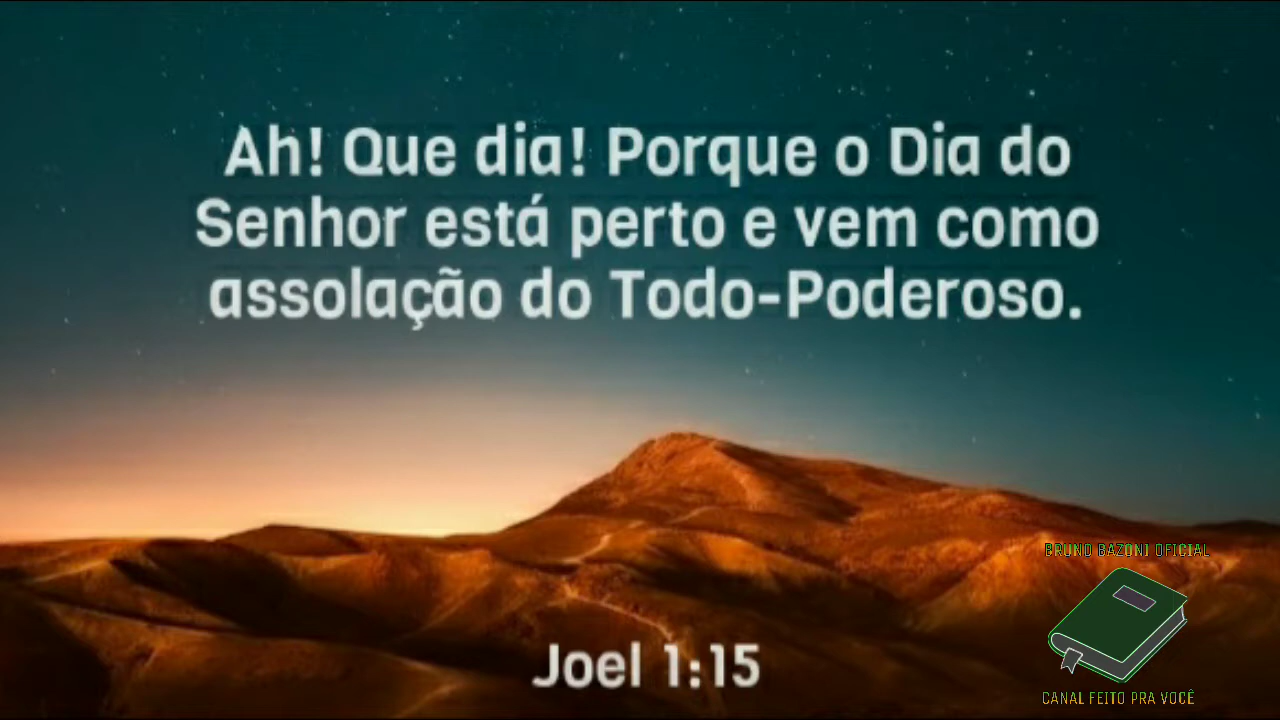 Ah! Que dia! Porque o Dia do
Senhor está perto e vem como
assolação do Todo-Poderoso.
Joel 1:15
BRUNO BAZONI OFICIAL
CANAL FEITO PRA VOCÊ